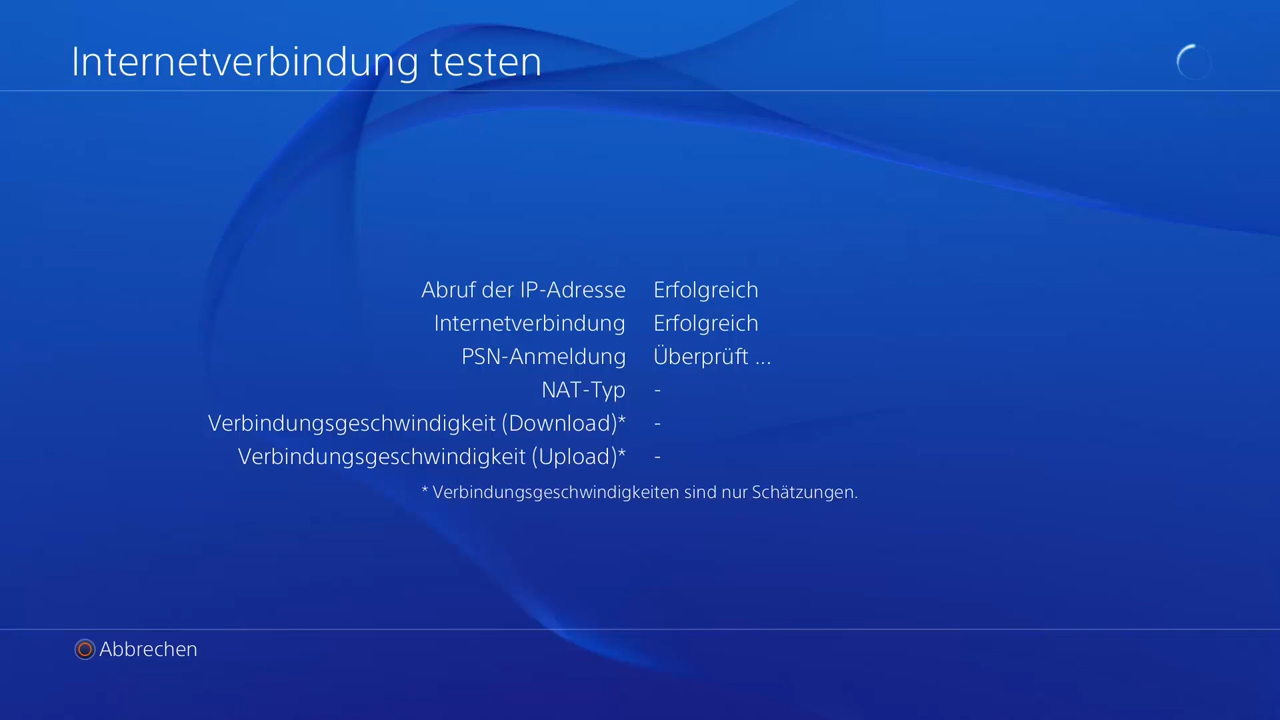 Internetverbindung testen
Abruf der IP-Adresse Erfolgreich
Internetverbindung Erfolgreich
PSN-Anmeldung Überprüft ...
NAT-Typ -
Verbindungsgeschwindigkeit (Download)* -
Verbindungsgeschwindigkeit (Upload)* -
* Verbindungsgeschwindigkeiten sind nur Schätzungen.
Abbrechen